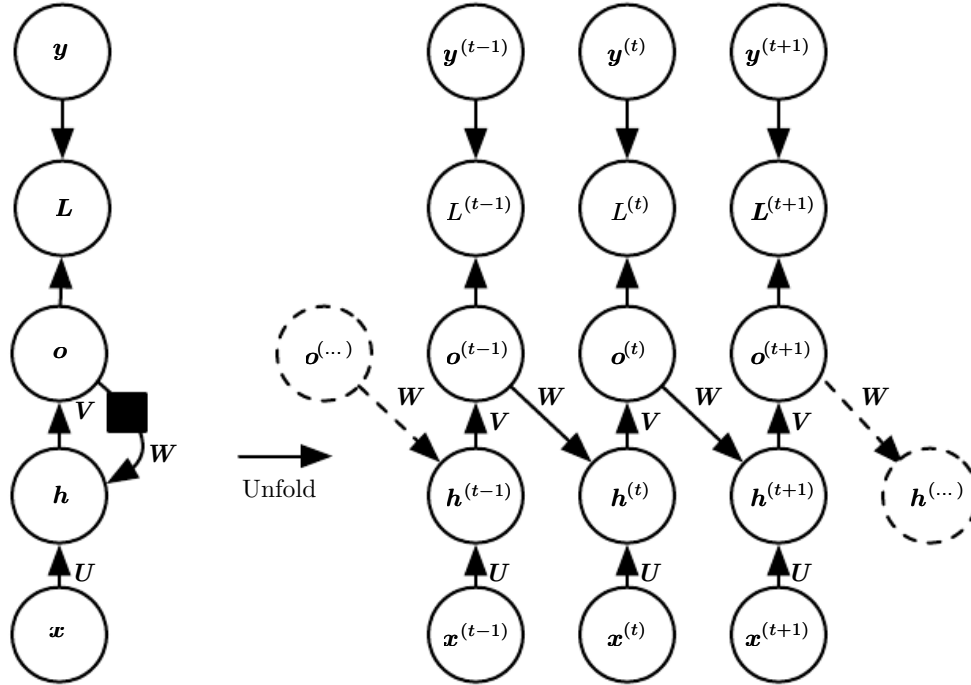 y y^(t−1) y^(t) y^(t+1)
L L^(t−1) L^(t) L^(t+1)
o o^(...) o^(t−1) o^(t) o^(t+1)
W W W W
V V V V
W
Unfold
h h^(t−1) h^(t) h^(t+1) h^(...)
U U U U
x x^(t−1) x^(t) x^(t+1)